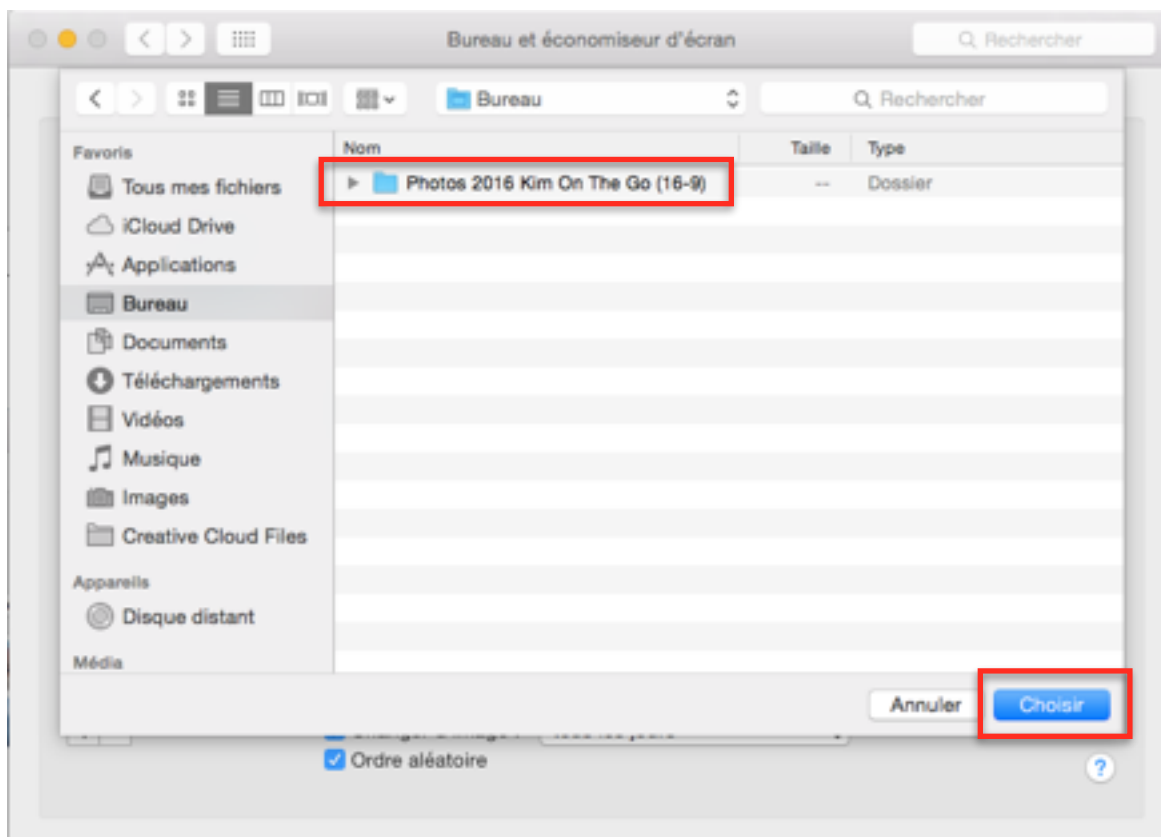 Bureau et économiseur d'écran
Rechercher
Bureau
Rechercher
Favoris
Tous mes fichiers
iCloud Drive
Applications
Bureau
Documents
Téléchargements
Vidéos
Musique
Images
Creative Cloud Files
Appareils
Disque distant
Média
Nom Taille Type
Photos 2016 Kim On The Go (16-9) -- Dossier
Annuler Choisir
Ordre aléatoire
?